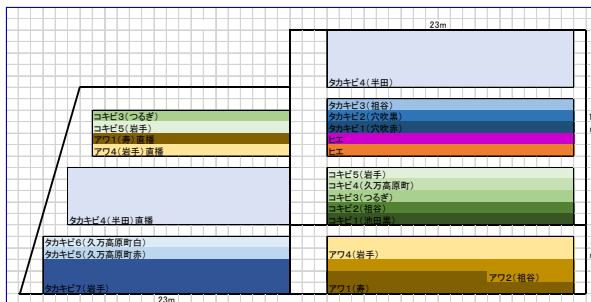 23m
タカキビ4(半田)
タカキビ3(祖谷)
タカキビ2(穴吹黒)
タカキビ1(穴吹赤)
ヒエ
ヒエ
コキビ5(岩手)
コキビ4(久万高原町)
コキビ3(つるぎ)
コキビ2(祖谷)
コキビ1(池田黒)
アワ4(岩手)
アワ2(祖谷)
アワ1(寿)
コキビ3(つるぎ)
コキビ5(岩手)
アワ1(寿)直播
アワ4(岩手)直播
タカキビ4(半田)直播
タカキビ6(久万高原町白)
タカキビ5(久万高原町赤)
タカキビ7(岩手)
23m